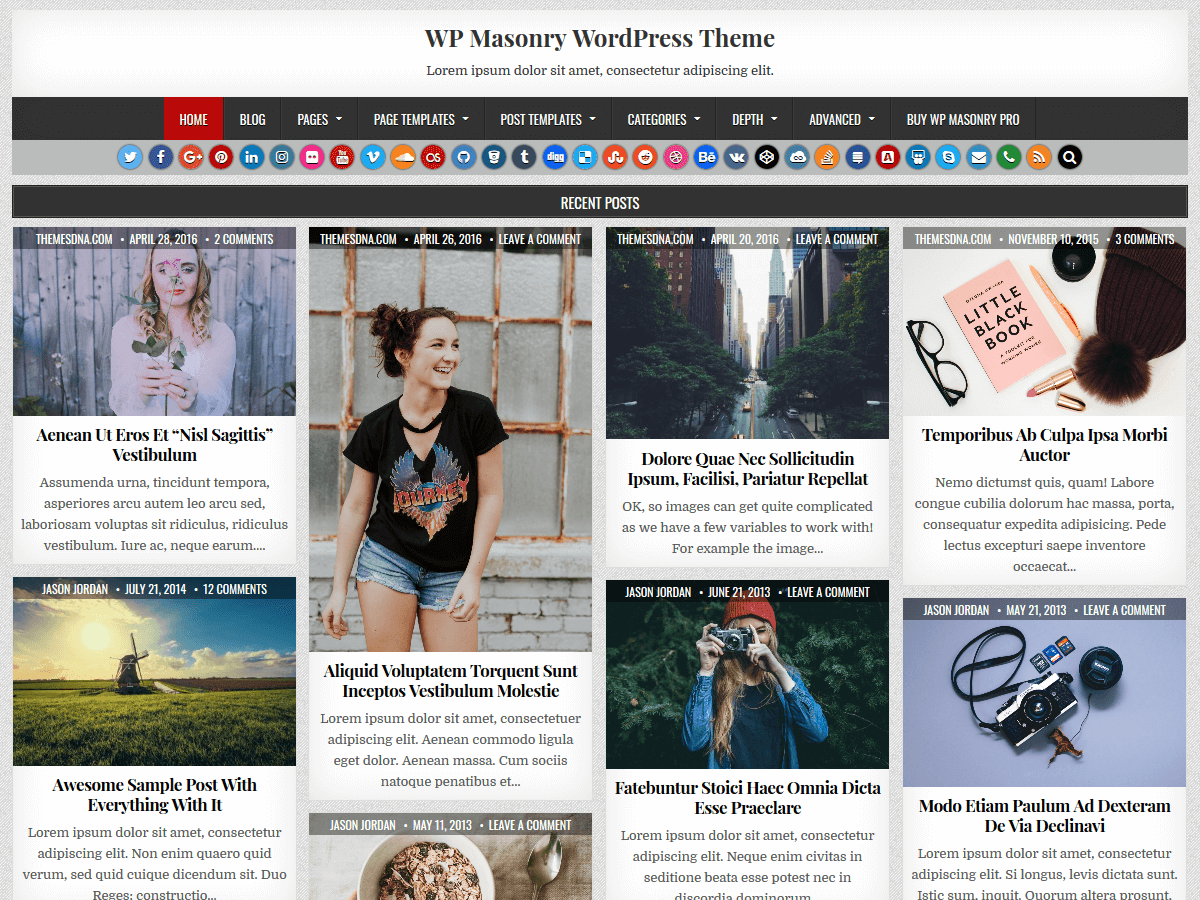 WP Masonry WordPress Theme
Lorem ipsum dolor sit amet, consectetur adipiscing elit.
HOME BLOG PAGES PAGE TEMPLATES POST TEMPLATES CATEGORIES DEPTH ADVANCED BUY WP MASONRY PRO
RECENT POSTS
THEMESDNA.COM • APRIL 28, 2016 • 2 COMMENTS
Aenean Ut Eros Et “Nisl Sagittis”
Vestibulum
Assumenda urna, tincidunt tempora,
asperiores arcu autem leo arcu sed,
laboriosam voluptas sit ridiculus, ridiculus
vestibulum. Iure ac, neque earum....
JASON JORDAN • JULY 21, 2014 • 12 COMMENTS
Awesome Sample Post With
Everything With It
Lorem ipsum dolor sit amet, consectetur
adipiscing elit. Non enim quaero quid
verum, sed quid cuique dicendum sit. Duo
Reges: constructio...
THEMESDNA.COM • APRIL 26, 2016 • LEAVE A COMMENT
JOURNEY
Aliquid Voluptatem Torquent Sunt
Inceptos Vestibulum Molestie
Lorem ipsum dolor sit amet, consectetuer
adipiscing elit. Aenean commodo ligula
eget dolor. Aenean massa. Cum sociis
natoque penatibus et...
JASON JORDAN • MAY 11, 2013 • LEAVE A COMMENT
THEMESDNA.COM • APRIL 20, 2016 • LEAVE A COMMENT
Dolore Quae Nec Sollicitudin
Ipsum, Facilisi, Pariatur Repellat
OK, so images can get quite complicated
as we have a few variables to work with!
For example the image...
JASON JORDAN • JUNE 21, 2013 • LEAVE A COMMENT
Fatebuntur Stoici Haec Omnia Dicta
Esse Praeclare
Lorem ipsum dolor sit amet, consectetur
adipiscing elit. Neque enim civitas in
seditione beata esse potest nec in
discordia dominorum
THEMESDNA.COM • NOVEMBER 10, 2015 • 3 COMMENTS
LITTLE
BLACK
BOOK
A TOOLKIT FOR
WORKING WOMEN
Temporibus Ab Culpa Ipsa Morbi
Auctor
Nemo dictumst quis, quam! Labore
congue cubilia dolorum hac massa, porta,
consequatur expedita adipisicing. Pede
lectus excepturi saepe inventore
occaecat...
JASON JORDAN • MAY 21, 2013 • LEAVE A COMMENT
Modo Etiam Paulum Ad Dexteram
De Via Declinavi
Lorem ipsum dolor sit amet, consectetur
adipiscing elit. Si longus, levis dictata sunt.
Istic sum, inquit. Quorum altera prosunt,